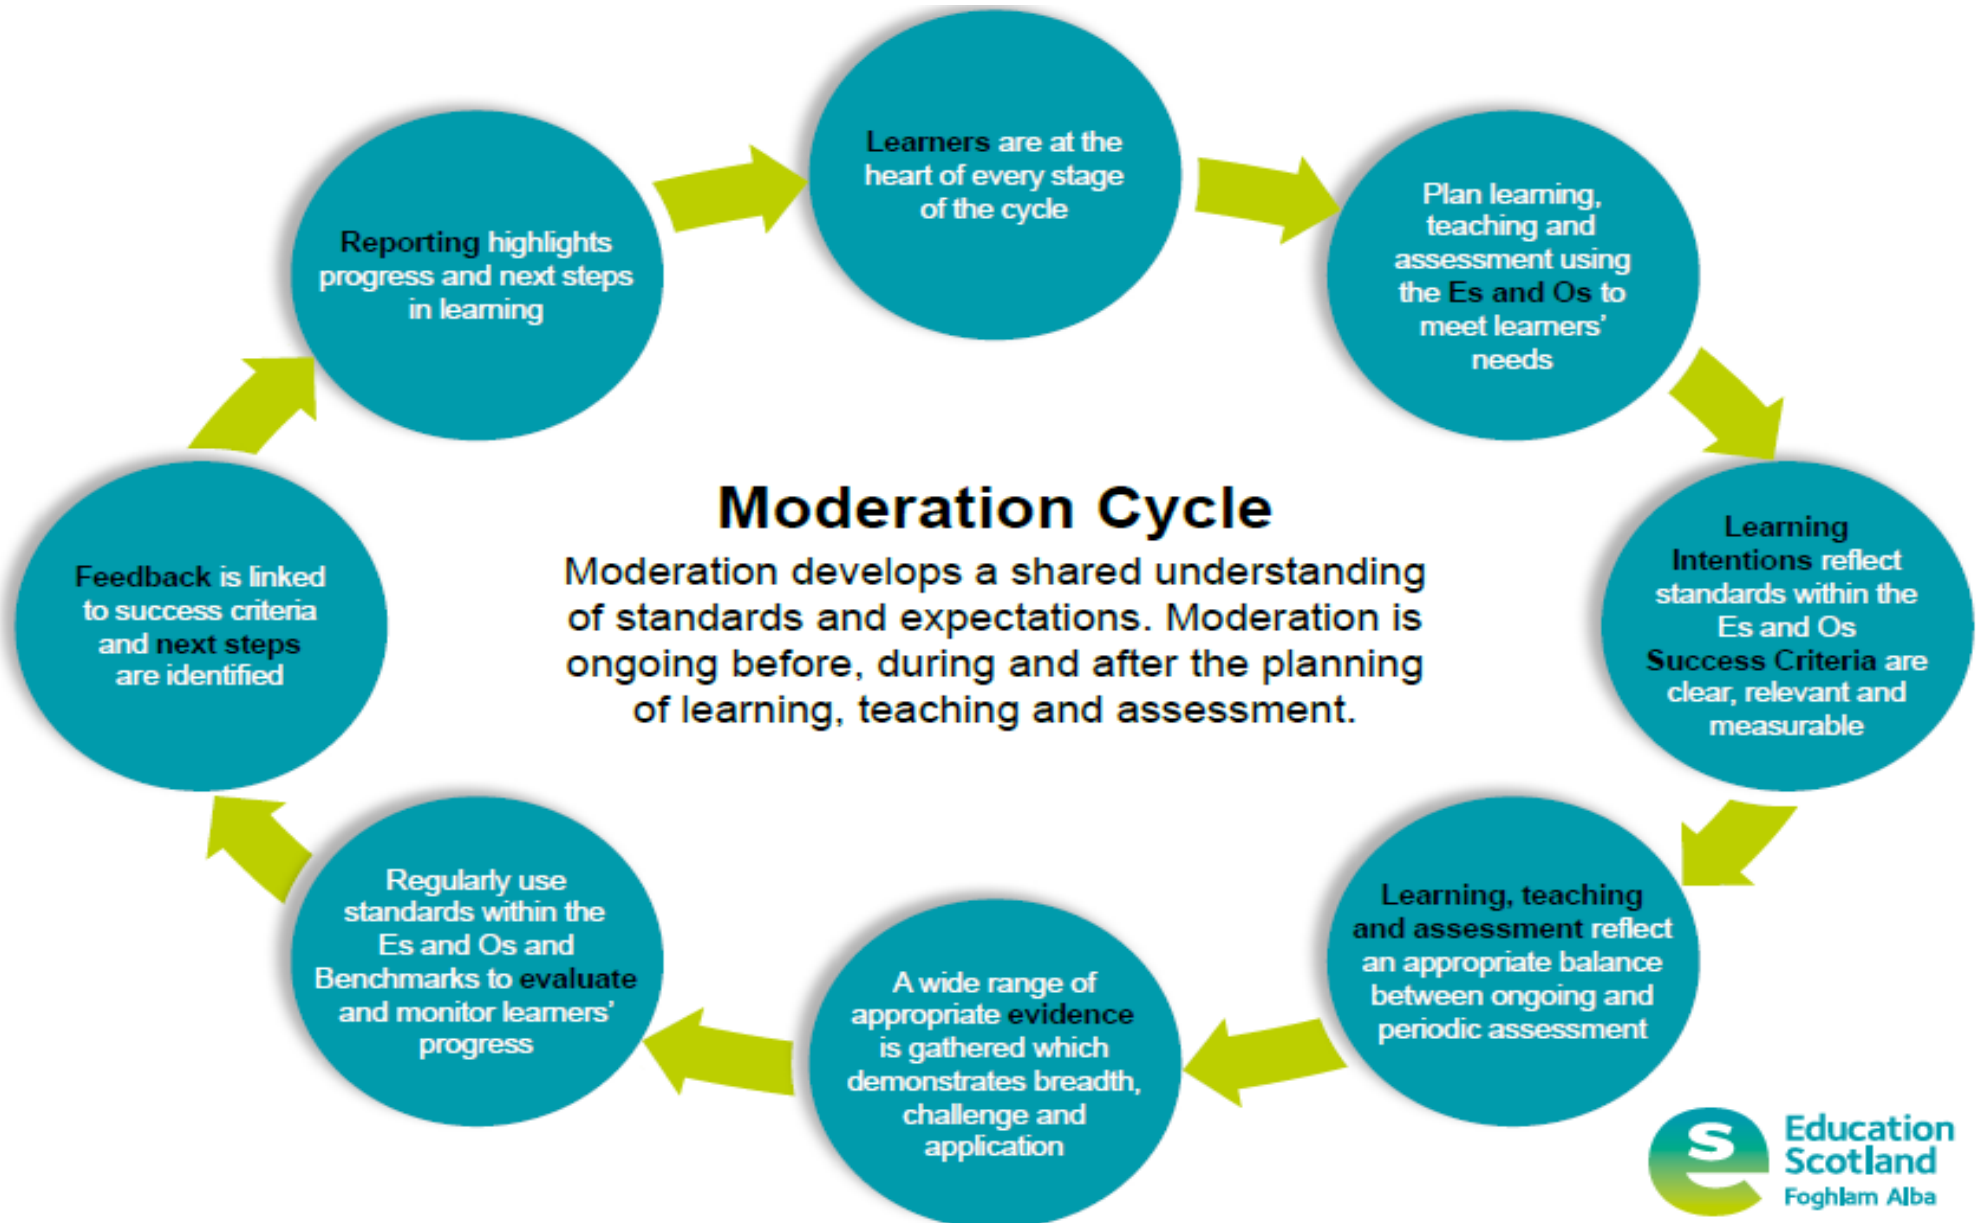 Learners are at the
heart of every stage
of the cycle
Plan learning,
teaching and
assessment using
the Es and Os to
meet learners'
needs
Learning
Intentions reflect
standards within the
Es and Os
Success Criteria are
clear, relevant and
measurable
Learning, teaching
and assessment reflect
an appropriate balance
between ongoing and
periodic assessment
A wide range of
appropriate evidence
is gathered which
demonstrates breadth,
challenge and
application
Regularly use
standards within the
Es and Os and
Benchmarks to evaluate
and monitor learners'
progress
Feedback is linked
to success criteria
and next steps
are identified
Reporting highlights
progress and next steps
in learning
Moderation Cycle
Moderation develops a shared understanding
of standards and expectations. Moderation is
ongoing before, during and after the planning
of learning, teaching and assessment.
Education
Scotland
Foghlam Alba